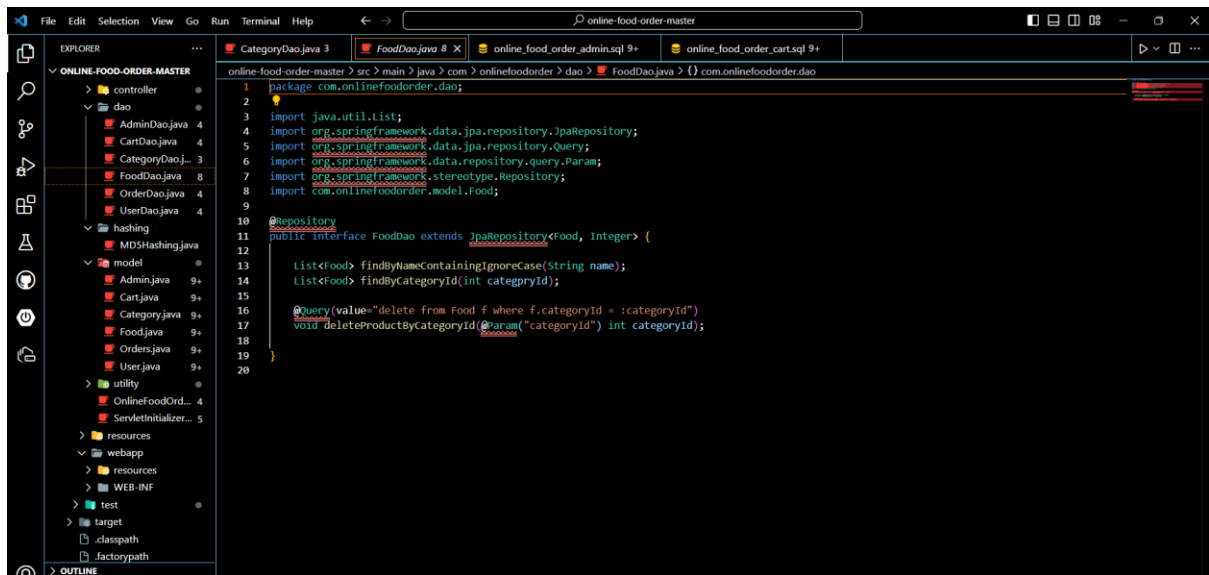 File Edit Selection View Go Run Terminal Help
online-food-order-master
EXPLORER
ONLINE-FOOD-ORDER-MASTER
controller
dao
AdminDao.java 4
CartDao.java 4
CategoryDao.j... 3
FoodDao.java 8
OrderDao.java 4
UserDao.java 4
hashing
MD5Hashing.java
model
Admin.java 9+
Cart.java 9+
Category.java 9+
Food.java 9+
Orders.java 9+
User.java 9+
utility
OnlineFoodOrd... 4
ServletInitializer... 5
resources
webapp
resources
WEB-INF
test
target
.classpath
.factorypath
OUTLINE
CategoryDao.java 3
FoodDao.java 8
online_food_order_admin.sql 9+
online_food_order_cart.sql 9+
online-food-order-master > src > main > java > com > onlinefoodorder > dao > FoodDao.java > {} com.onlinefoodorder.dao
1 package com.onlinefoodorder.dao;
2
3 import java.util.List;
4 import org.springframework.data.jpa.repository.JpaRepository;
5 import org.springframework.data.jpa.repository.Query;
6 import org.springframework.data.repository.query.Param;
7 import org.springframework.stereotype.Repository;
8 import com.onlinefoodorder.model.Food;
9
10 @Repository
11 public interface FoodDao extends JpaRepository<Food, Integer> {
12
13 List<Food> findByNameContainingIgnoreCase(String name);
14 List<Food> findByCategoryId(int categpryId);
15
16 @Query(value="delete from Food f where f.categoryId = :categoryId")
17 void deleteProductByCategoryId(@Param("categoryId") int categoryId);
18
19 }
20